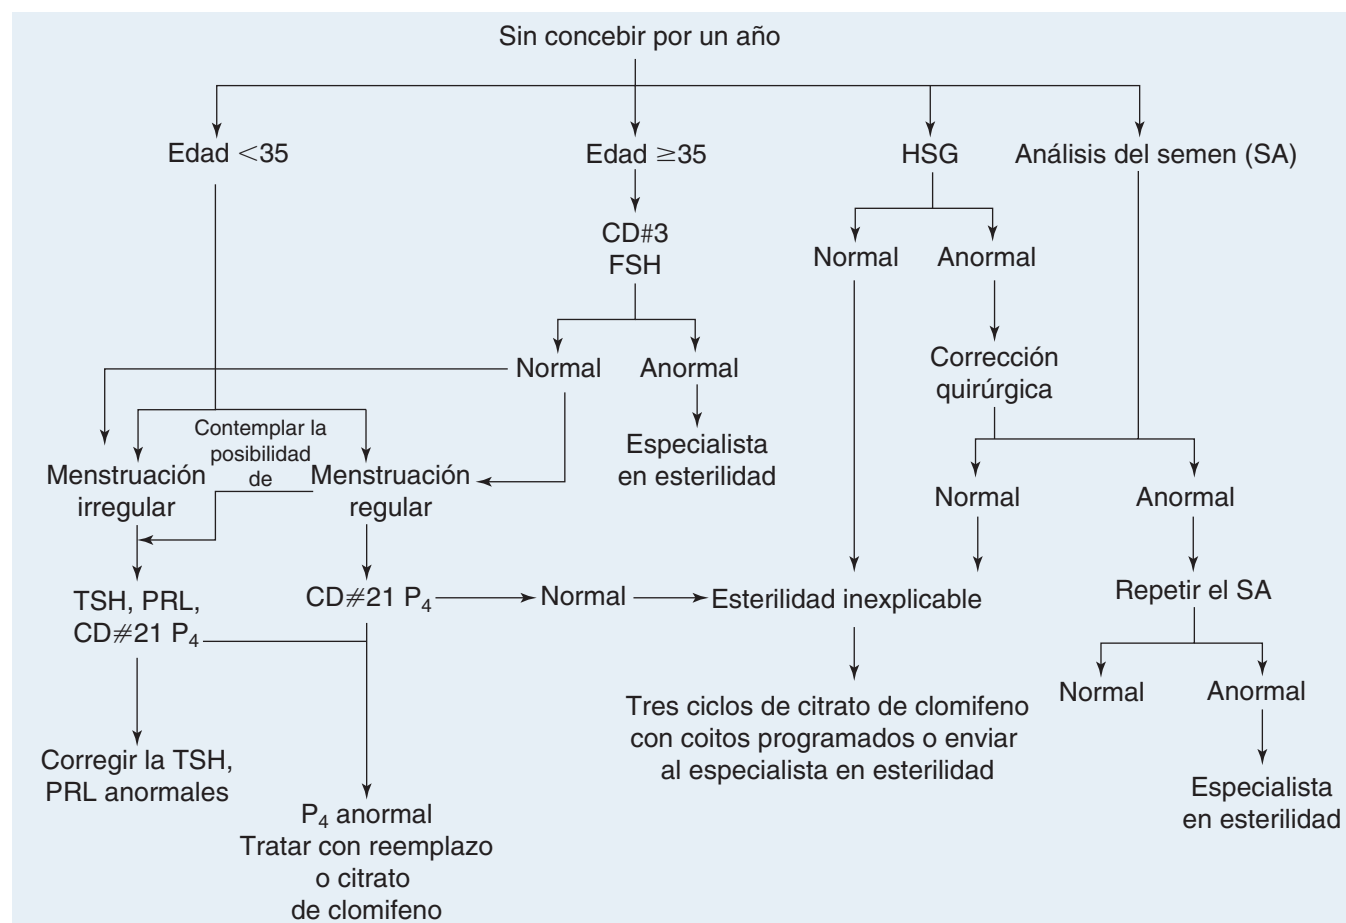 Sin concebir por un año
Edad <35
Edad ≥35
HSG
Análisis del semen (SA)
CD#3
FSH
Normal
Anormal
Normal
Anormal
Corrección
quirúrgica
Especialista
en esterilidad
Contemplar la
posibilidad
de
Menstruación
irregular
Menstruación
regular
Normal
Anormal
TSH, PRL,
CD#21 P₄
CD#21 P₄
Normal
Esterilidad inexplicable
Repetir el SA
Normal
Anormal
Tres ciclos de citrato de clomifeno
con coitos programados o enviar
al especialista en esterilidad
Corregir la TSH,
PRL anormales
Especialista
en esterilidad
P₄ anormal
Tratar con reemplazo
o citrato
de clomifeno